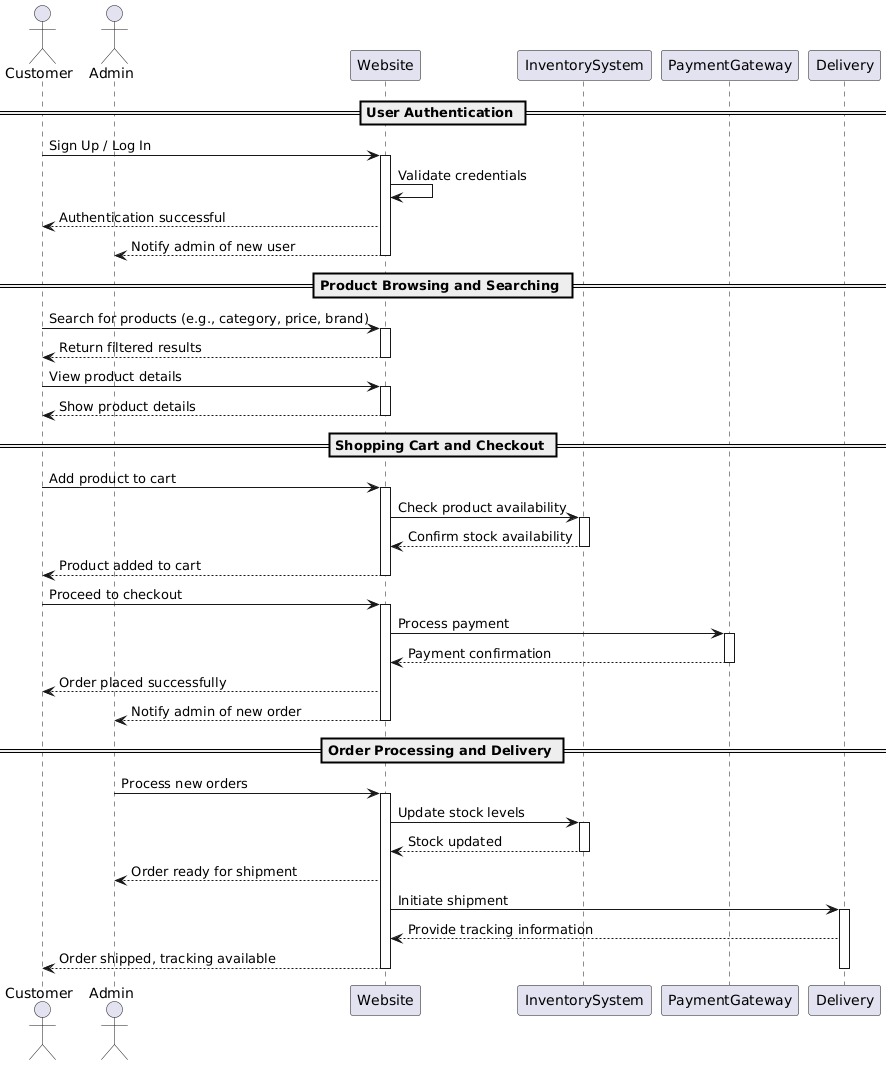 Customer
Admin
Website
InventorySystem
PaymentGateway
Delivery
User Authentication
Sign Up / Log In
Validate credentials
Authentication successful
Notify admin of new user
Product Browsing and Searching
Search for products (e.g., category, price, brand)
Return filtered results
View product details
Show product details
Shopping Cart and Checkout
Add product to cart
Check product availability
Confirm stock availability
Product added to cart
Proceed to checkout
Process payment
Payment confirmation
Order placed successfully
Notify admin of new order
Order Processing and Delivery
Process new orders
Update stock levels
Stock updated
Order ready for shipment
Initiate shipment
Provide tracking information
Order shipped, tracking available
Customer
Admin
Website
InventorySystem
PaymentGateway
Delivery